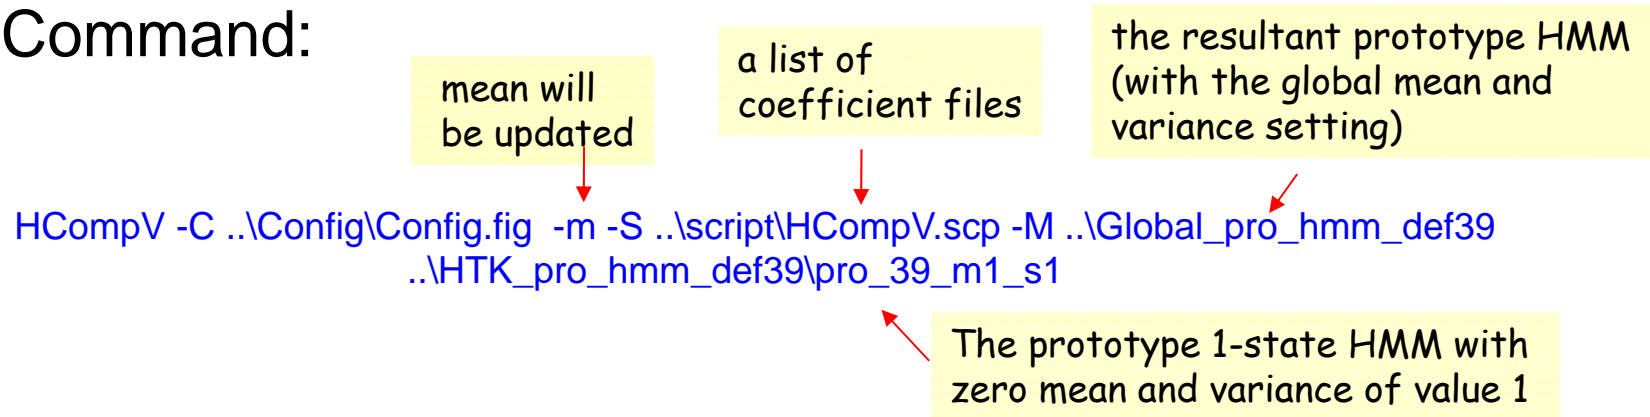 Command:
mean will
be updated
a list of
coefficient files
the resultant prototype HMM
(with the global mean and
variance setting)
HCompV -C ..\Config\Config.fig -m -S ..\script\HCompV.scp -M ..\Global_pro_hmm_def39
..\HTK_pro_hmm_def39\pro_39_m1_s1
The prototype 1-state HMM with
zero mean and variance of value 1